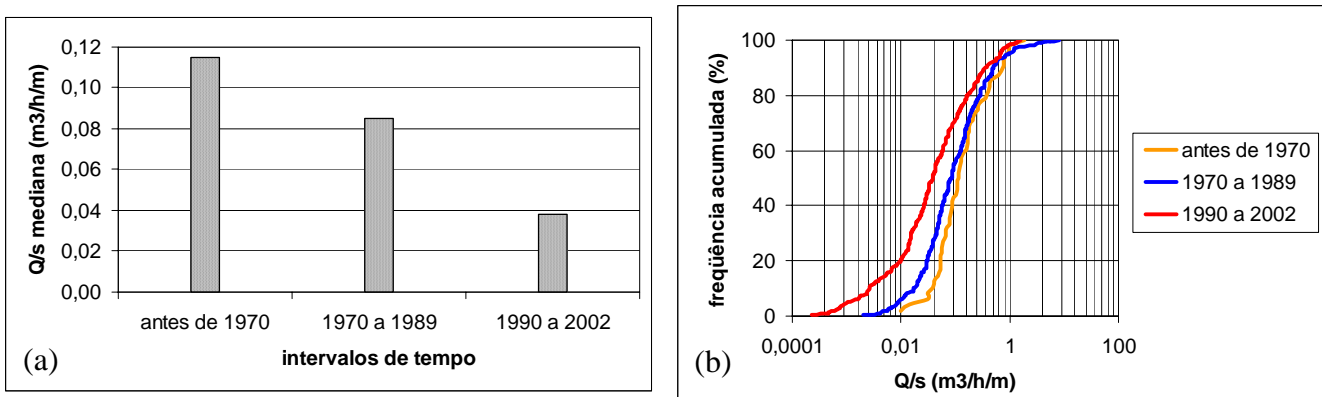 Q/s mediana (m3/h/m)
0,12
0,10
0,08
0,06
0,04
0,02
0,00
antes de 1970
1970 a 1989
1990 a 2002
intervalos de tempo
(a)
freqüência acumulada (%)
100
80
60
40
20
0
0,0001
0,01
1
100
Q/s (m3/h/m)
(b)
antes de 1970
1970 a 1989
1990 a 2002